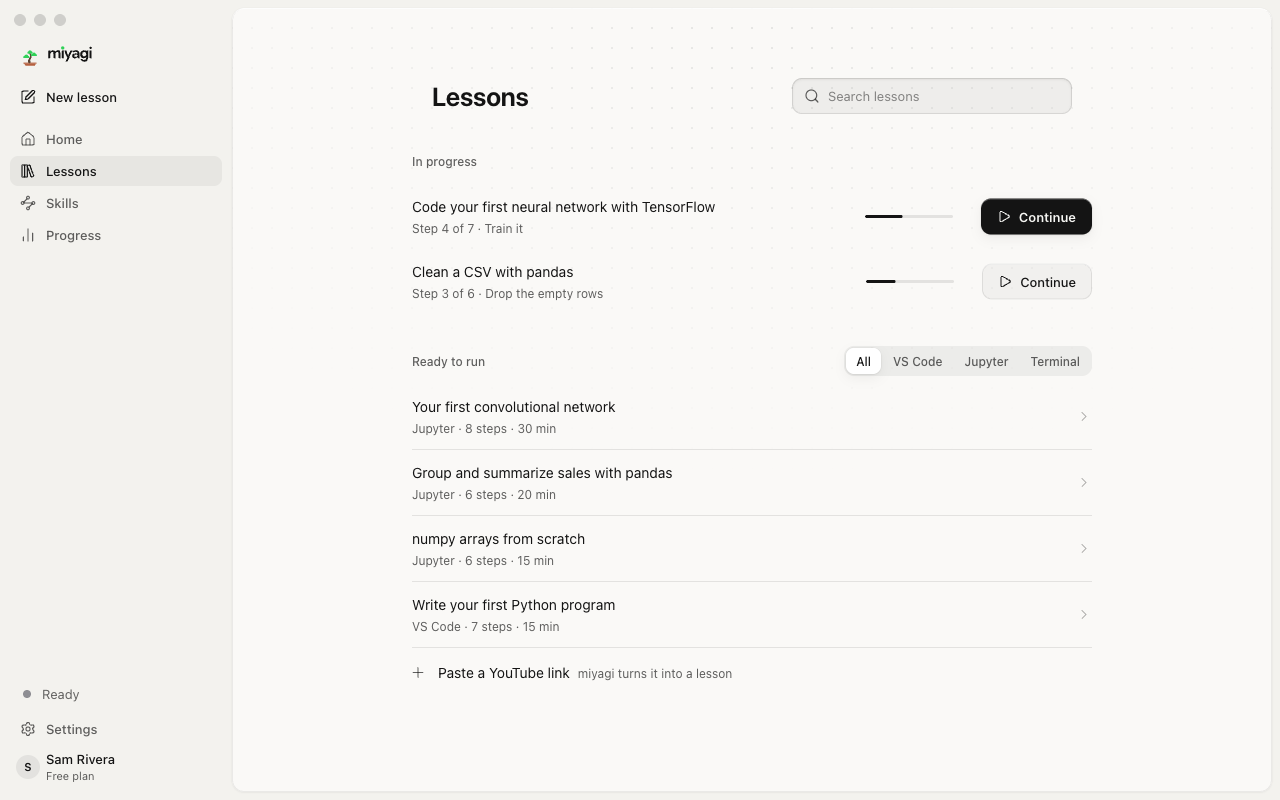 miyagi
New lesson
Home
Lessons
Skills
Progress
Ready
Settings
S
Sam Rivera
Free plan
Lessons
Search lessons
In progress
Code your first neural network with TensorFlow
Step 4 of 7 · Train it
Continue
Clean a CSV with pandas
Step 3 of 6 · Drop the empty rows
Continue
Ready to run
All VS Code Jupyter Terminal
Your first convolutional network
Jupyter · 8 steps · 30 min
Group and summarize sales with pandas
Jupyter · 6 steps · 20 min
numpy arrays from scratch
Jupyter · 6 steps · 15 min
Write your first Python program
VS Code · 7 steps · 15 min
Paste a YouTube link miyagi turns it into a lesson